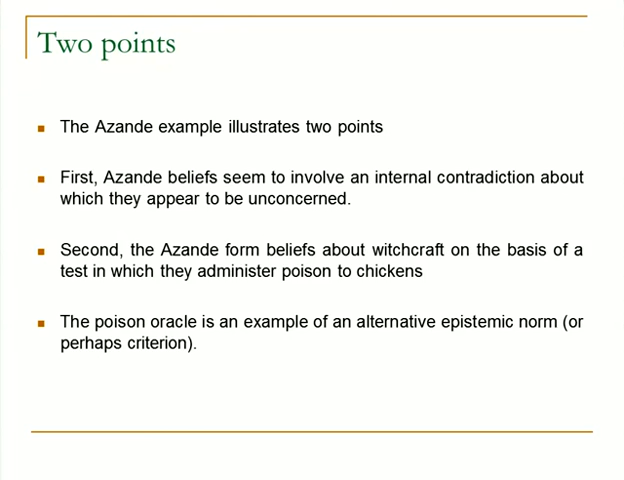 Two points
The Azande example illustrates two points
First, Azande beliefs seem to involve an internal contradiction about
which they appear to be unconcerned.
Second, the Azande form beliefs about witchcraft on the basis of a
test in which they administer poison to chickens
The poison oracle is an example of an alternative epistemic norm (or
perhaps criterion).